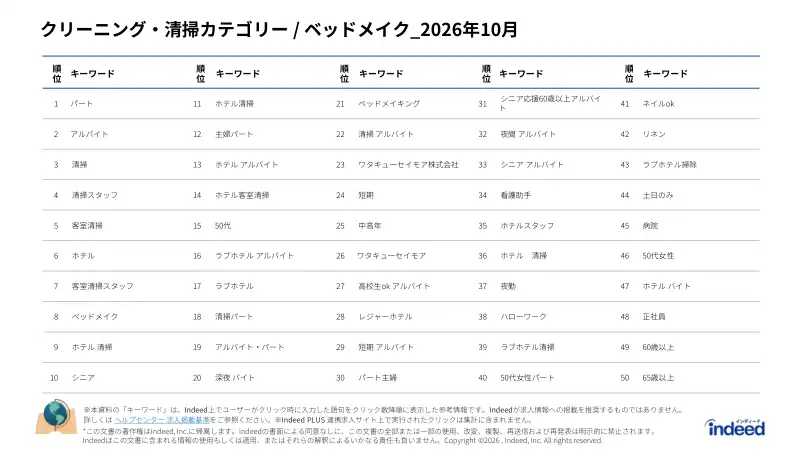 クリーニング・清掃カテゴリー / ベッドメイク_2026年10月
順位 キーワード 順位 キーワード 順位 キーワード 順位 キーワード 順位 キーワード
1 パート 11 ホテル清掃 21 ベッドメイキング 31 シニア応援60歳以上アルバイト 41 ネイルok
2 アルバイト 12 主婦パート 22 清掃 アルバイト 32 夜間 アルバイト 42 リネン
3 清掃 13 ホテル アルバイト 23 ワタキューセイモア株式会社 33 シニア アルバイト 43 ラブホテル掃除
4 清掃スタッフ 14 ホテル客室清掃 24 短期 34 看護助手 44 土日のみ
5 客室清掃 15 50代 25 中高年 35 ホテルスタッフ 45 病院
6 ホテル 16 ラブホテル アルバイト 26 ワタキューセイモア 36 ホテル　清掃 46 50代女性
7 客室清掃スタッフ 17 ラブホテル 27 高校生ok アルバイト 37 夜勤 47 ホテル バイト
8 ベッドメイク 18 清掃パート 28 レジャーホテル 38 ハローワーク 48 正社員
9 ホテル 清掃 19 アルバイト・パート 29 短期 アルバイト 39 ラブホテル清掃 49 60歳以上
10 シニア 20 深夜 バイト 30 パート主婦 40 50代女性パート 50 65歳以上
※本資料の「キーワード」は、Indeed上でユーザーがクリック時に入力した語句をクリック数降順に表示した参考情報です。Indeedが求人情報への掲載を推奨するものではありません。
詳しくは ヘルプセンター 求人掲載基準をご参照ください。※Indeed PLUS 連携求人サイト上で実行されたクリックは集計に含まれません。
*この文書の著作権はIndeed, Inc.に帰属します。Indeedの書面による同意なしに、この文書の全部または一部の使用、改変、複製、再送信および再発表は明示的に禁止されます。
Indeedはこの文書に含まれる情報の使用もしくは適用、またはそれらの解釈によるいかなる責任も負いません。Copyright ©2026 , Indeed, Inc. All rights reserved.
インディード
indeed